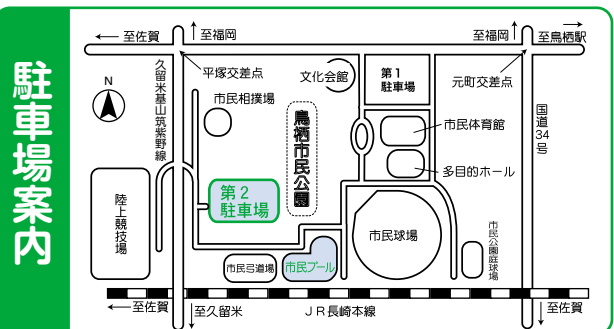 駐車場案内
至佐賀
至福岡
至福岡
至鳥栖駅
平塚交差点
文化会館
第1
駐車場
元町交差点
N
久留米基山筑紫野線
市民相撲場
鳥栖市民公園
市民体育館
国道34号
多目的ホール
陸上競技場
第2
駐車場
市民球場
市民公園庭球場
市民弓道場
市民プール
至佐賀
至久留米
JR長崎本線
至佐賀